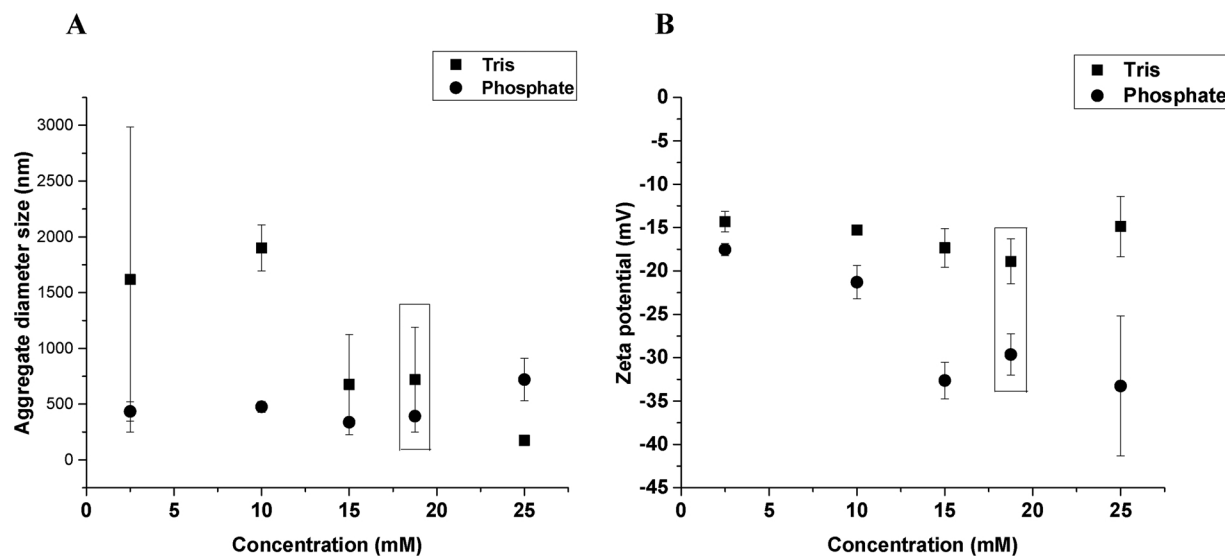 A
Tris
Phosphate
3000
2500
2000
1500
1000
500
0
Aggregate diameter size (nm)
0
5
10
15
20
25
Concentration (mM)
B
Tris
Phosphate
0
-5
-10
-15
-20
-25
-30
-35
-40
-45
Zeta potential (mV)
0
5
10
15
20
25
Concentration (mM)